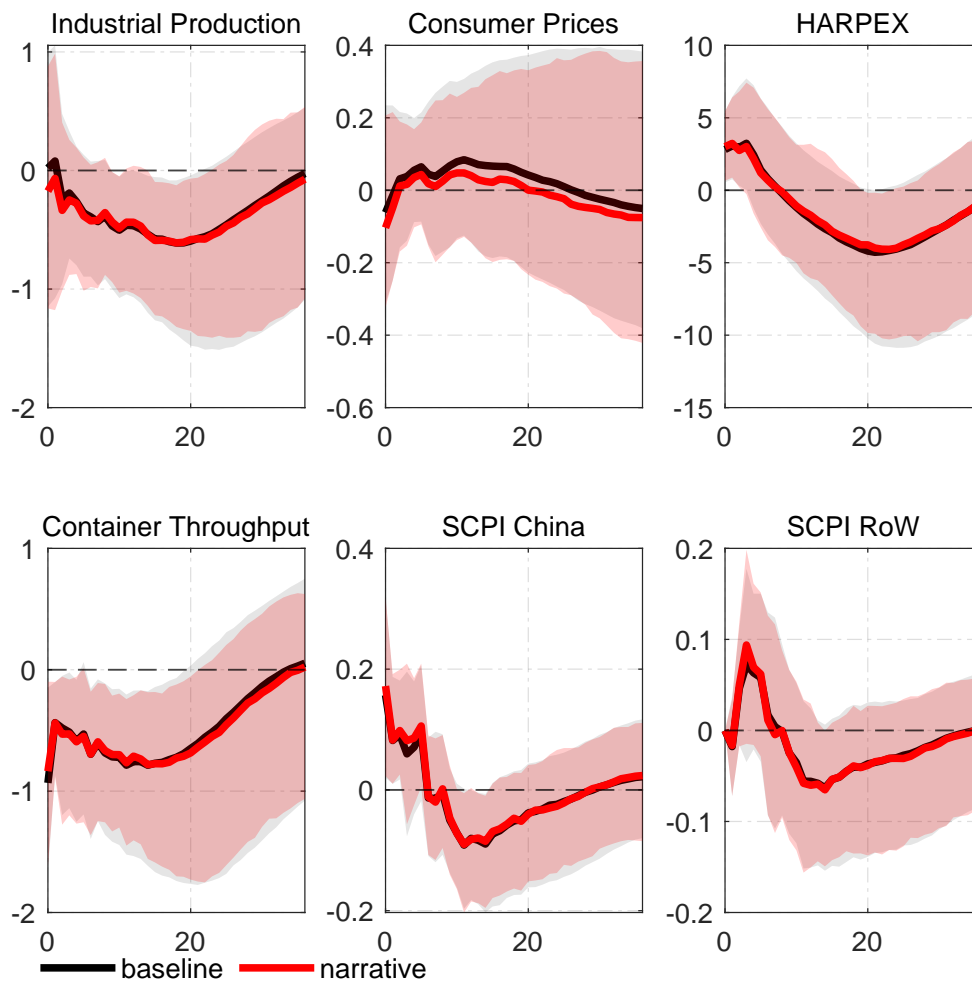 Industrial Production Consumer Prices HARPEX
1 0.4 10
0.2 5
0 0 0
-0.2 -5
-1
-0.4 -10
-2 -0.6 -15
0 20 0 20 0 20
Container Throughput SCPI China SCPI RoW
1 0.4 0.2
0 0.2 0.1
-1 0 0
-0.1
-2 -0.2 -0.2
0 20 0 20 0 20
baseline narrative